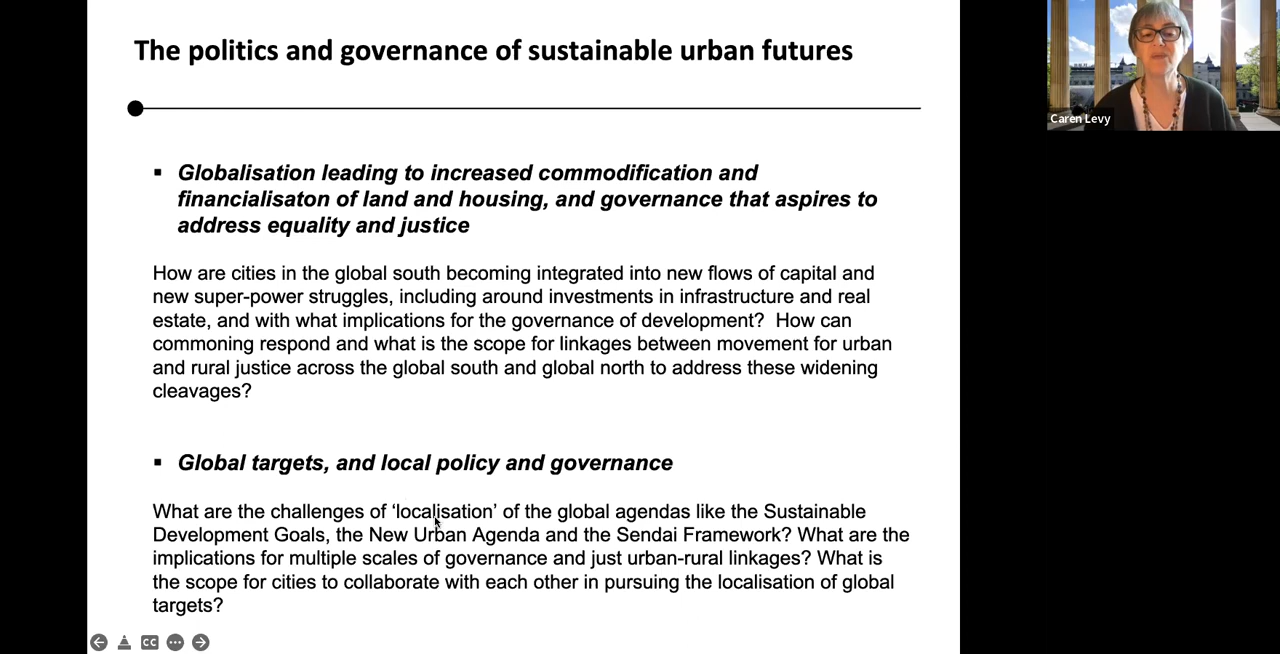 The politics and governance of sustainable urban futures
Caren Levy
▪ Globalisation leading to increased commodification and
financialisaton of land and housing, and governance that aspires to
address equality and justice
How are cities in the global south becoming integrated into new flows of capital and
new super-power struggles, including around investments in infrastructure and real
estate, and with what implications for the governance of development?  How can
commoning respond and what is the scope for linkages between movement for urban
and rural justice across the global south and global north to address these widening
cleavages?
▪ Global targets, and local policy and governance
What are the challenges of ‘localisation’ of the global agendas like the Sustainable
Development Goals, the New Urban Agenda and the Sendai Framework? What are the
implications for multiple scales of governance and just urban-rural linkages? What is
the scope for cities to collaborate with each other in pursuing the localisation of global
targets?
CC